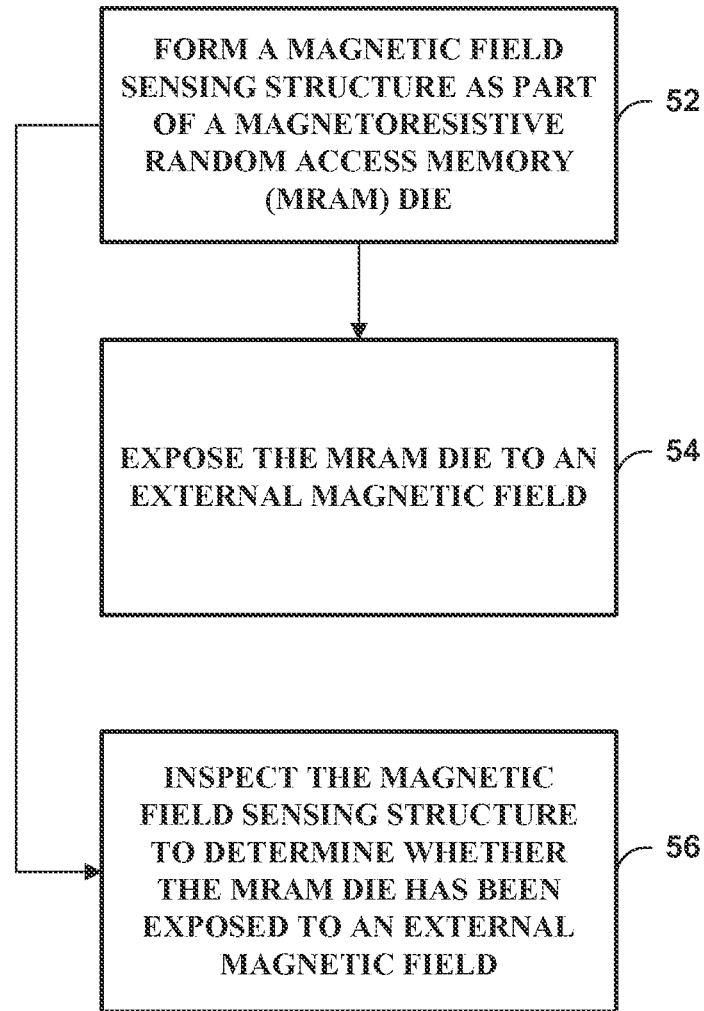 FORM A MAGNETIC FIELD
SENSING STRUCTURE AS PART
OF A MAGNETORESISTIVE
RANDOM ACCESS MEMORY
(MRAM) DIE
52
EXPOSE THE MRAM DIE TO AN
EXTERNAL MAGNETIC FIELD
54
INSPECT THE MAGNETIC
FIELD SENSING STRUCTURE
TO DETERMINE WHETHER
THE MRAM DIE HAS BEEN
EXPOSED TO AN EXTERNAL
MAGNETIC FIELD
56